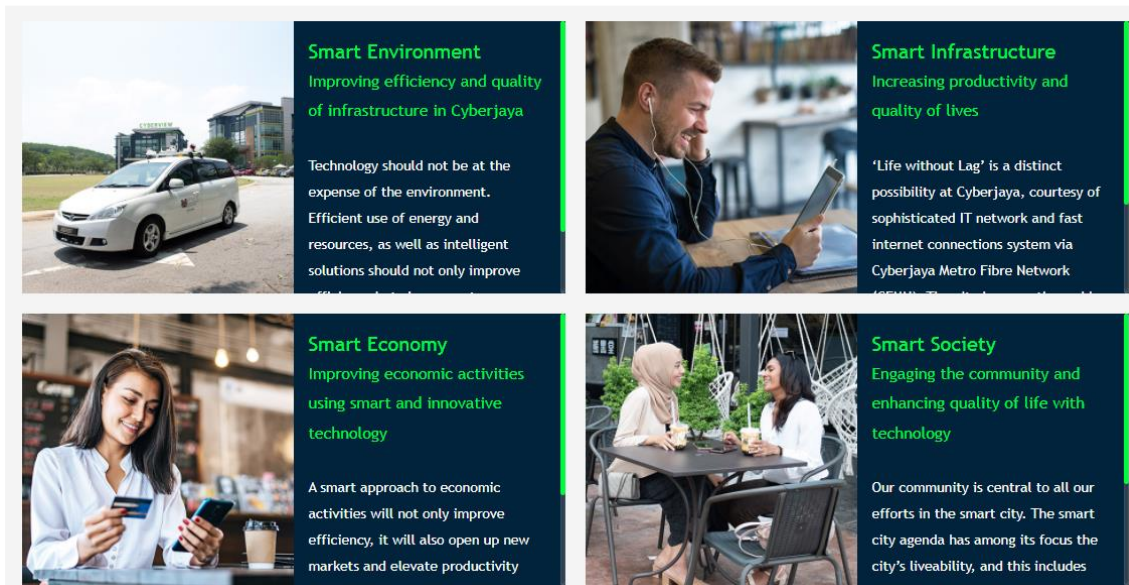 Smart Environment
Improving efficiency and quality
of infrastructure in Cyberjaya
Technology should not be at the
expense of the environment.
Efficient use of energy and
resources, as well as intelligent
solutions should not only improve
CYBERVIEW
Smart Infrastructure
Increasing productivity and
quality of lives
‘Life without Lag’ is a distinct
possibility at Cyberjaya, courtesy of
sophisticated IT network and fast
internet connections system via
Cyberjaya Metro Fibre Network
Smart Economy
Improving economic activities
using smart and innovative
technology
A smart approach to economic
activities will not only improve
efficiency, it will also open up new
markets and elevate productivity
Smart Society
Engaging the community and
enhancing quality of life with
technology
Our community is central to all our
efforts in the smart city. The smart
city agenda has among its focus the
city’s liveability, and this includes